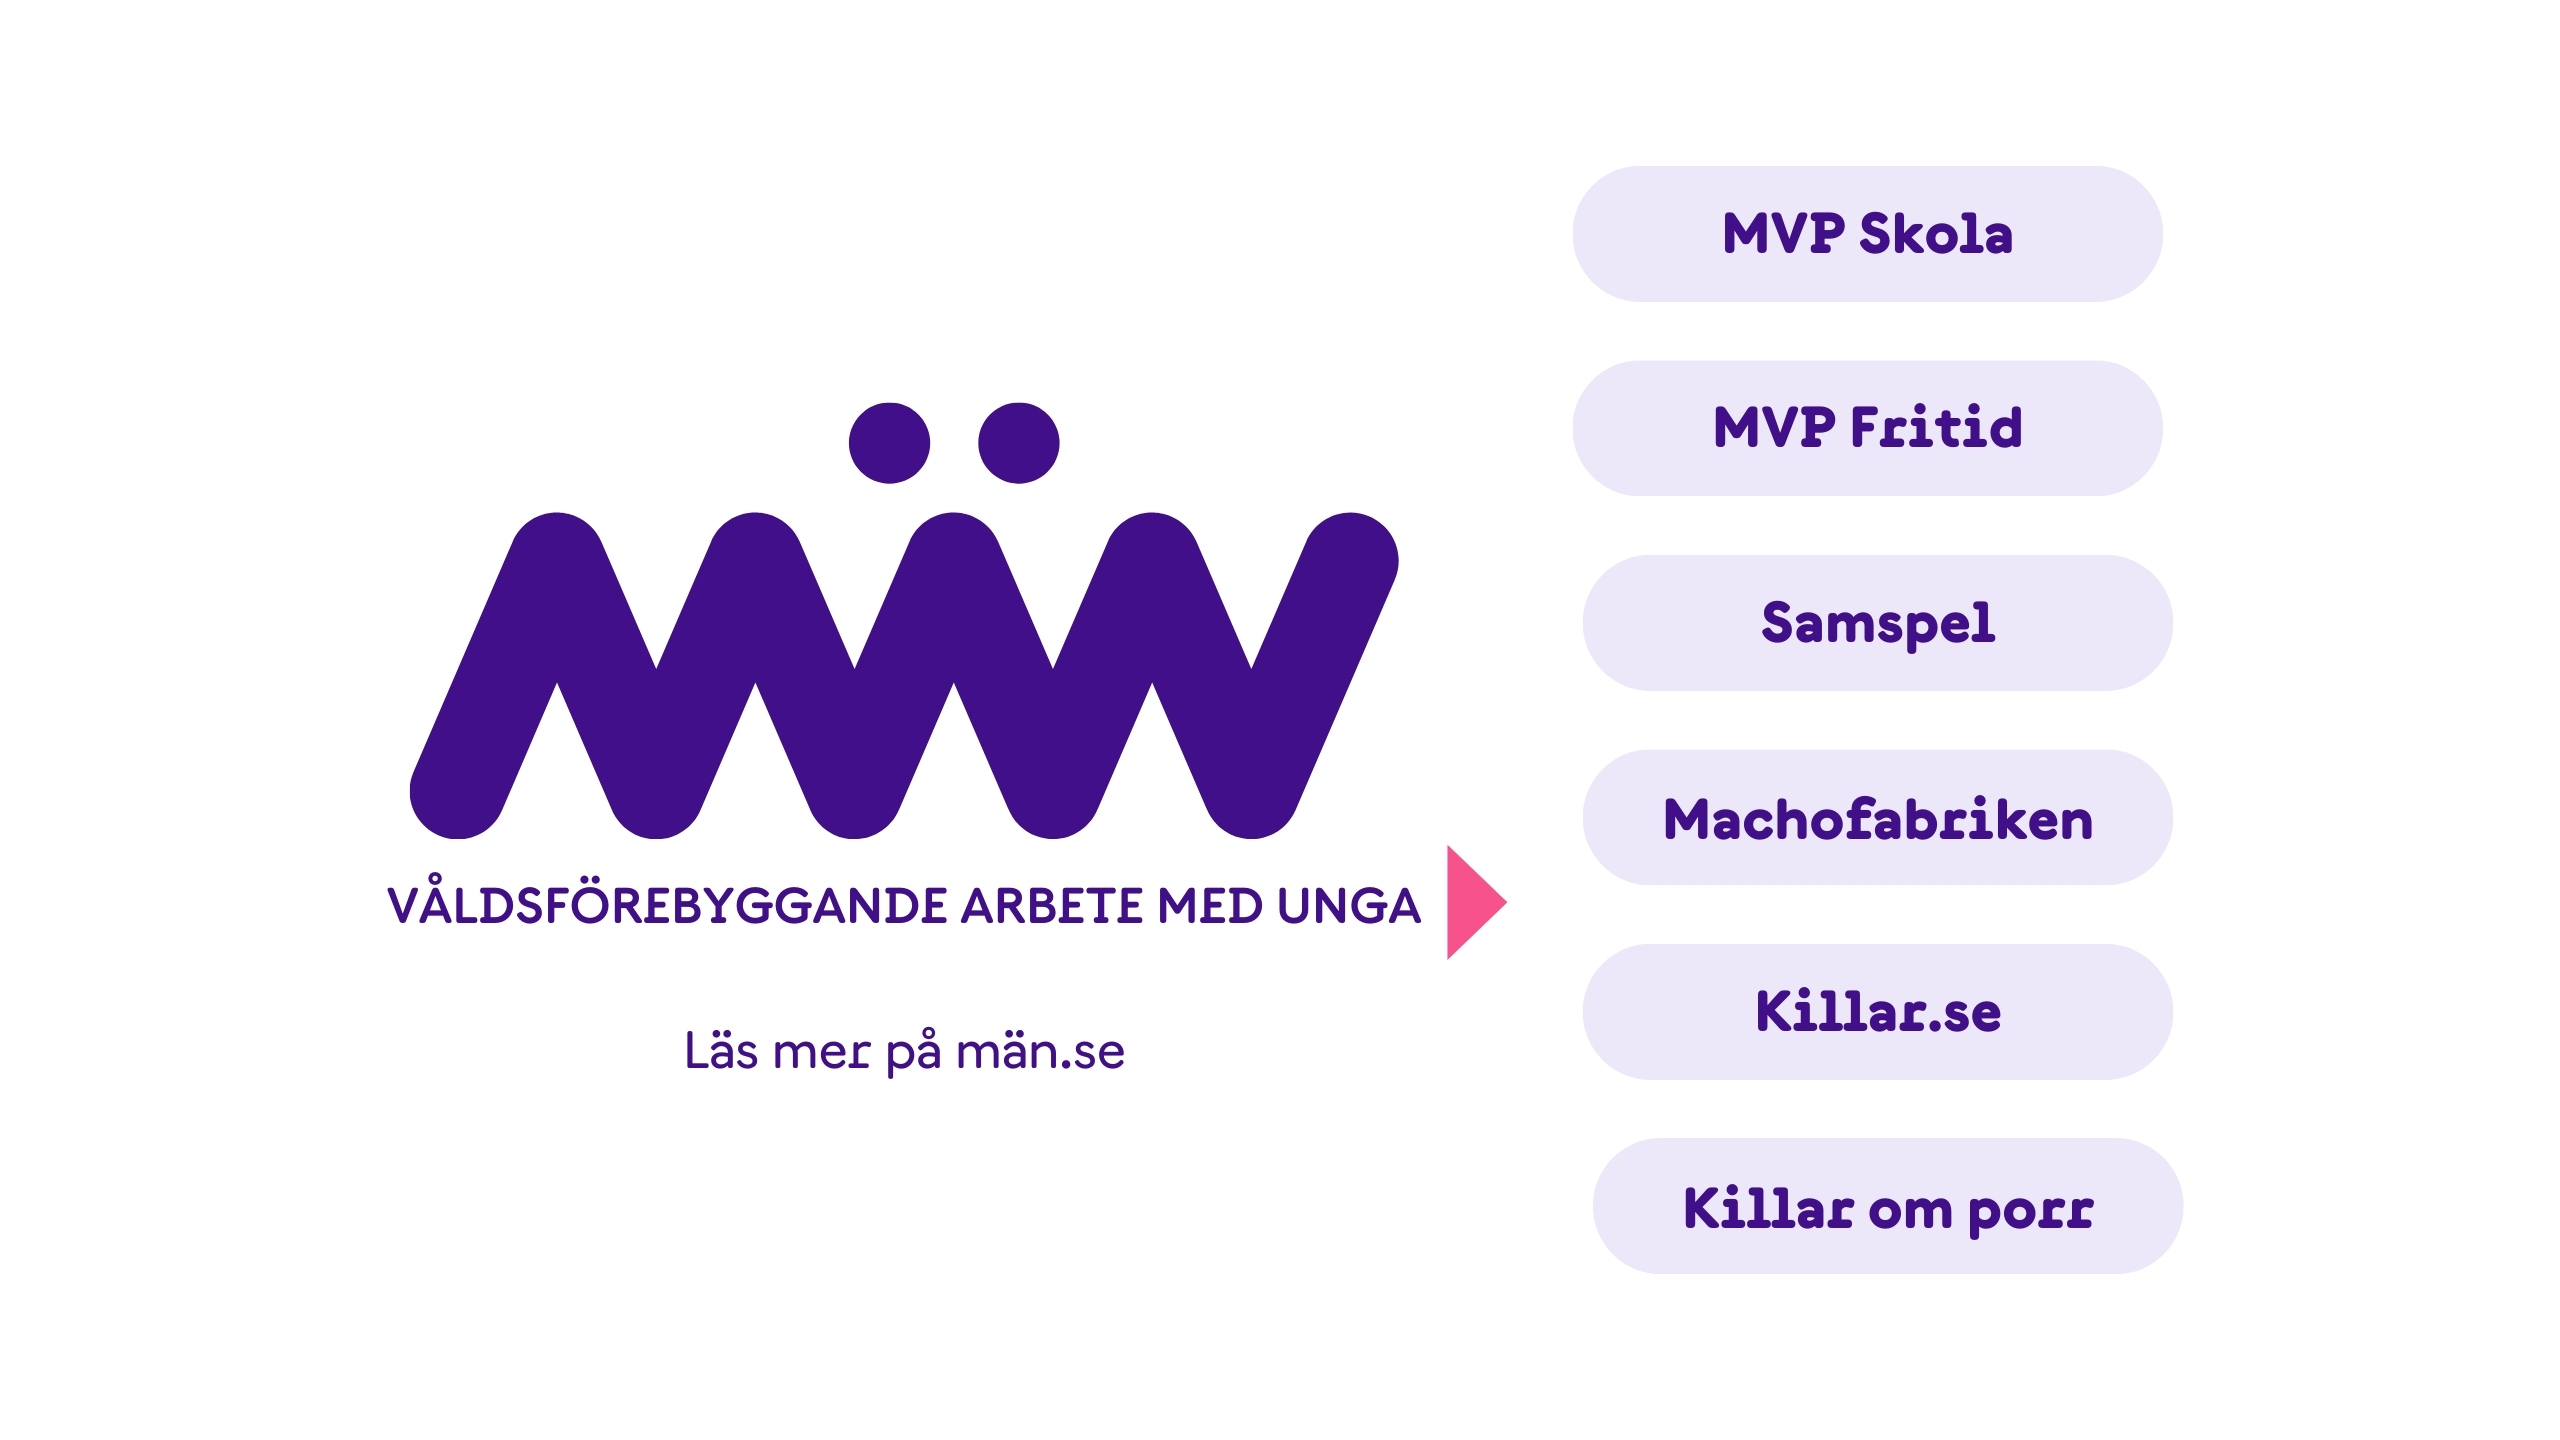 MÄN
VÅLDSFÖREBYGGANDE ARBETE MED UNGA
Läs mer på män.se
MVP Skola
MVP Fritid
Samspel
Machofabriken
Killar.se
Killar om porr